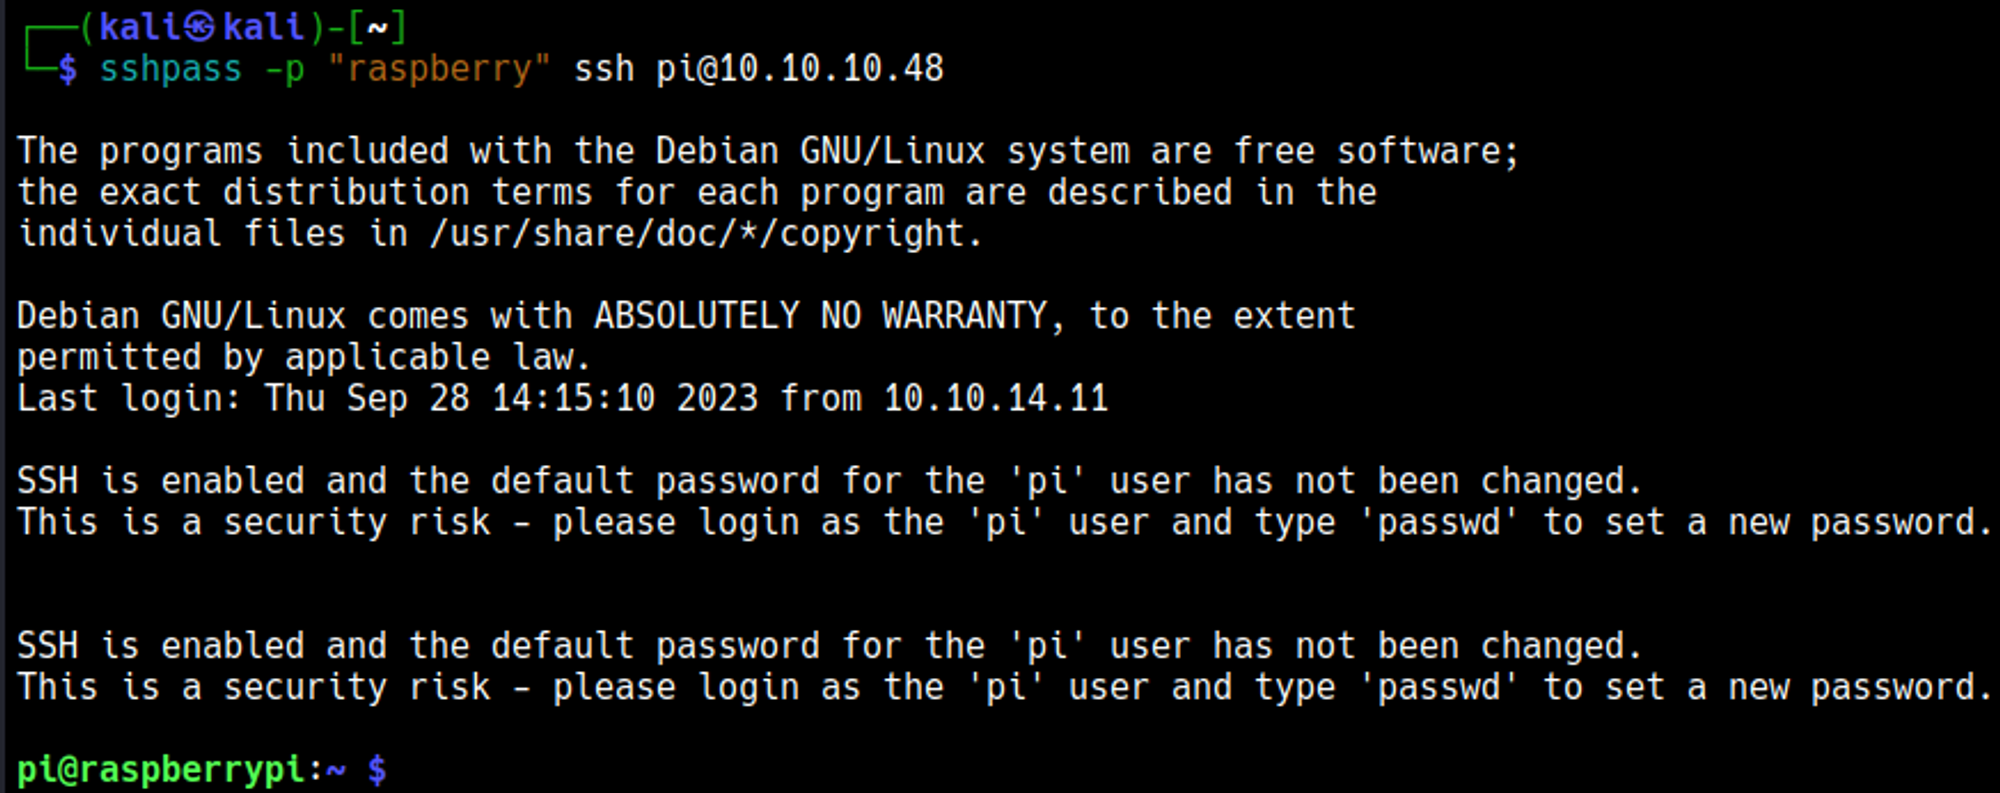 ┌──(kali㉿kali)-[~]
└─$ sshpass -p "raspberry" ssh pi@10.10.10.48
The programs included with the Debian GNU/Linux system are free software;
the exact distribution terms for each program are described in the
individual files in /usr/share/doc/*/copyright.
Debian GNU/Linux comes with ABSOLUTELY NO WARRANTY, to the extent
permitted by applicable law.
Last login: Thu Sep 28 14:15:10 2023 from 10.10.14.11
SSH is enabled and the default password for the 'pi' user has not been changed.
This is a security risk - please login as the 'pi' user and type 'passwd' to set a new password.
SSH is enabled and the default password for the 'pi' user has not been changed.
This is a security risk - please login as the 'pi' user and type 'passwd' to set a new password.
pi@raspberrypi:~ $